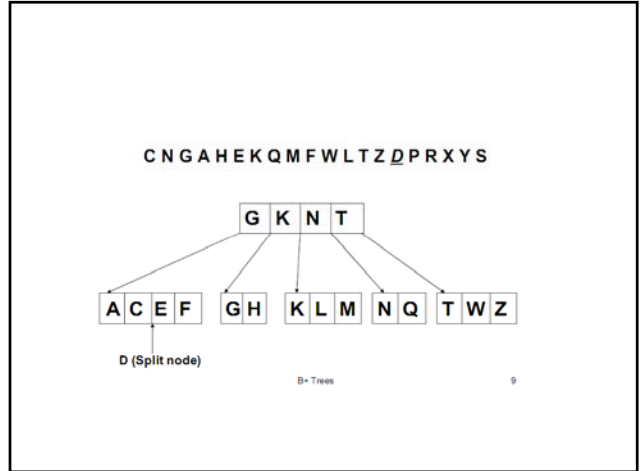 C N G A H E K Q M F W L T Z D P R X Y S
G K N T
A C E F G H K L M N Q T W Z
D (Split node)
B+ Trees 9